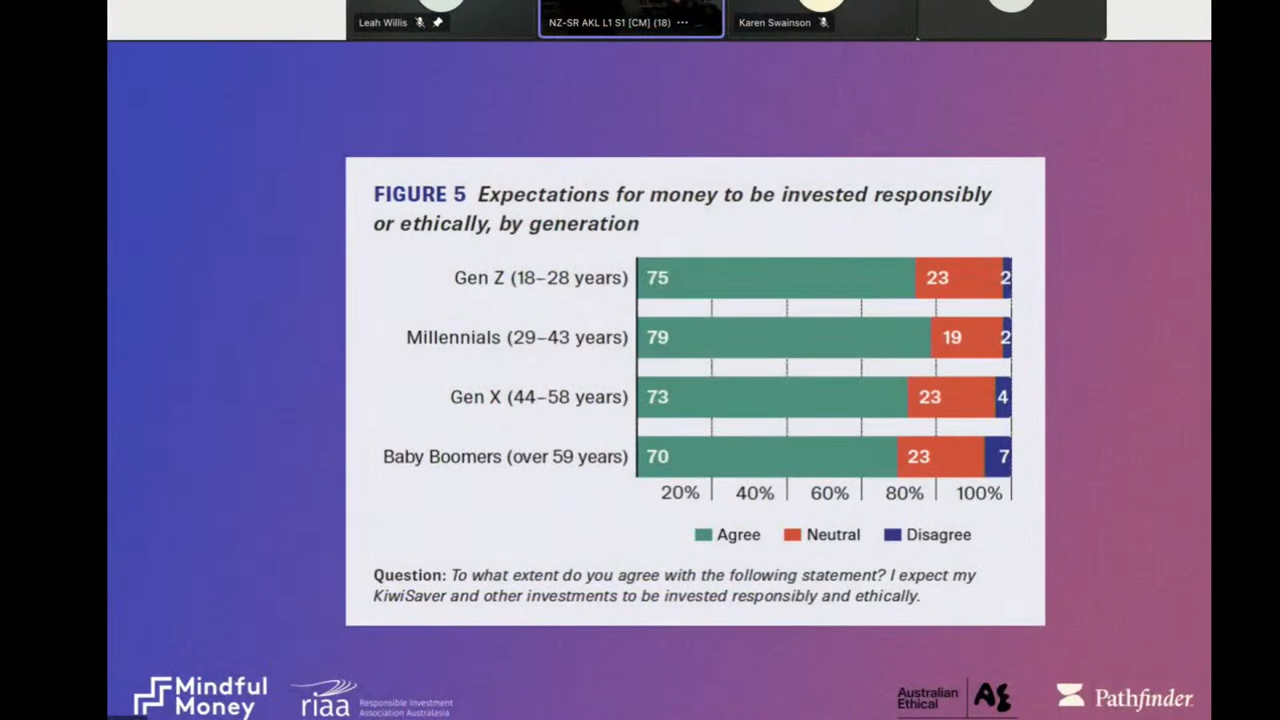 Leah Willis
NZ-SR AKL L1 S1 [CM] (18)
Karen Swainson
FIGURE 5 Expectations for money to be invested responsibly
or ethically, by generation
Gen Z (18–28 years) 75 23 2
Millennials (29–43 years) 79 19 2
Gen X (44–58 years) 73 23 4
Baby Boomers (over 59 years) 70 23 7
20% 40% 60% 80% 100%
Agree Neutral Disagree
Question: To what extent do you agree with the following statement? I expect my
KiwiSaver and other investments to be invested responsibly and ethically.
Mindful
Money
riaa
Responsible Investment
Association Australasia
Australian
Ethical
AE
Pathfinder